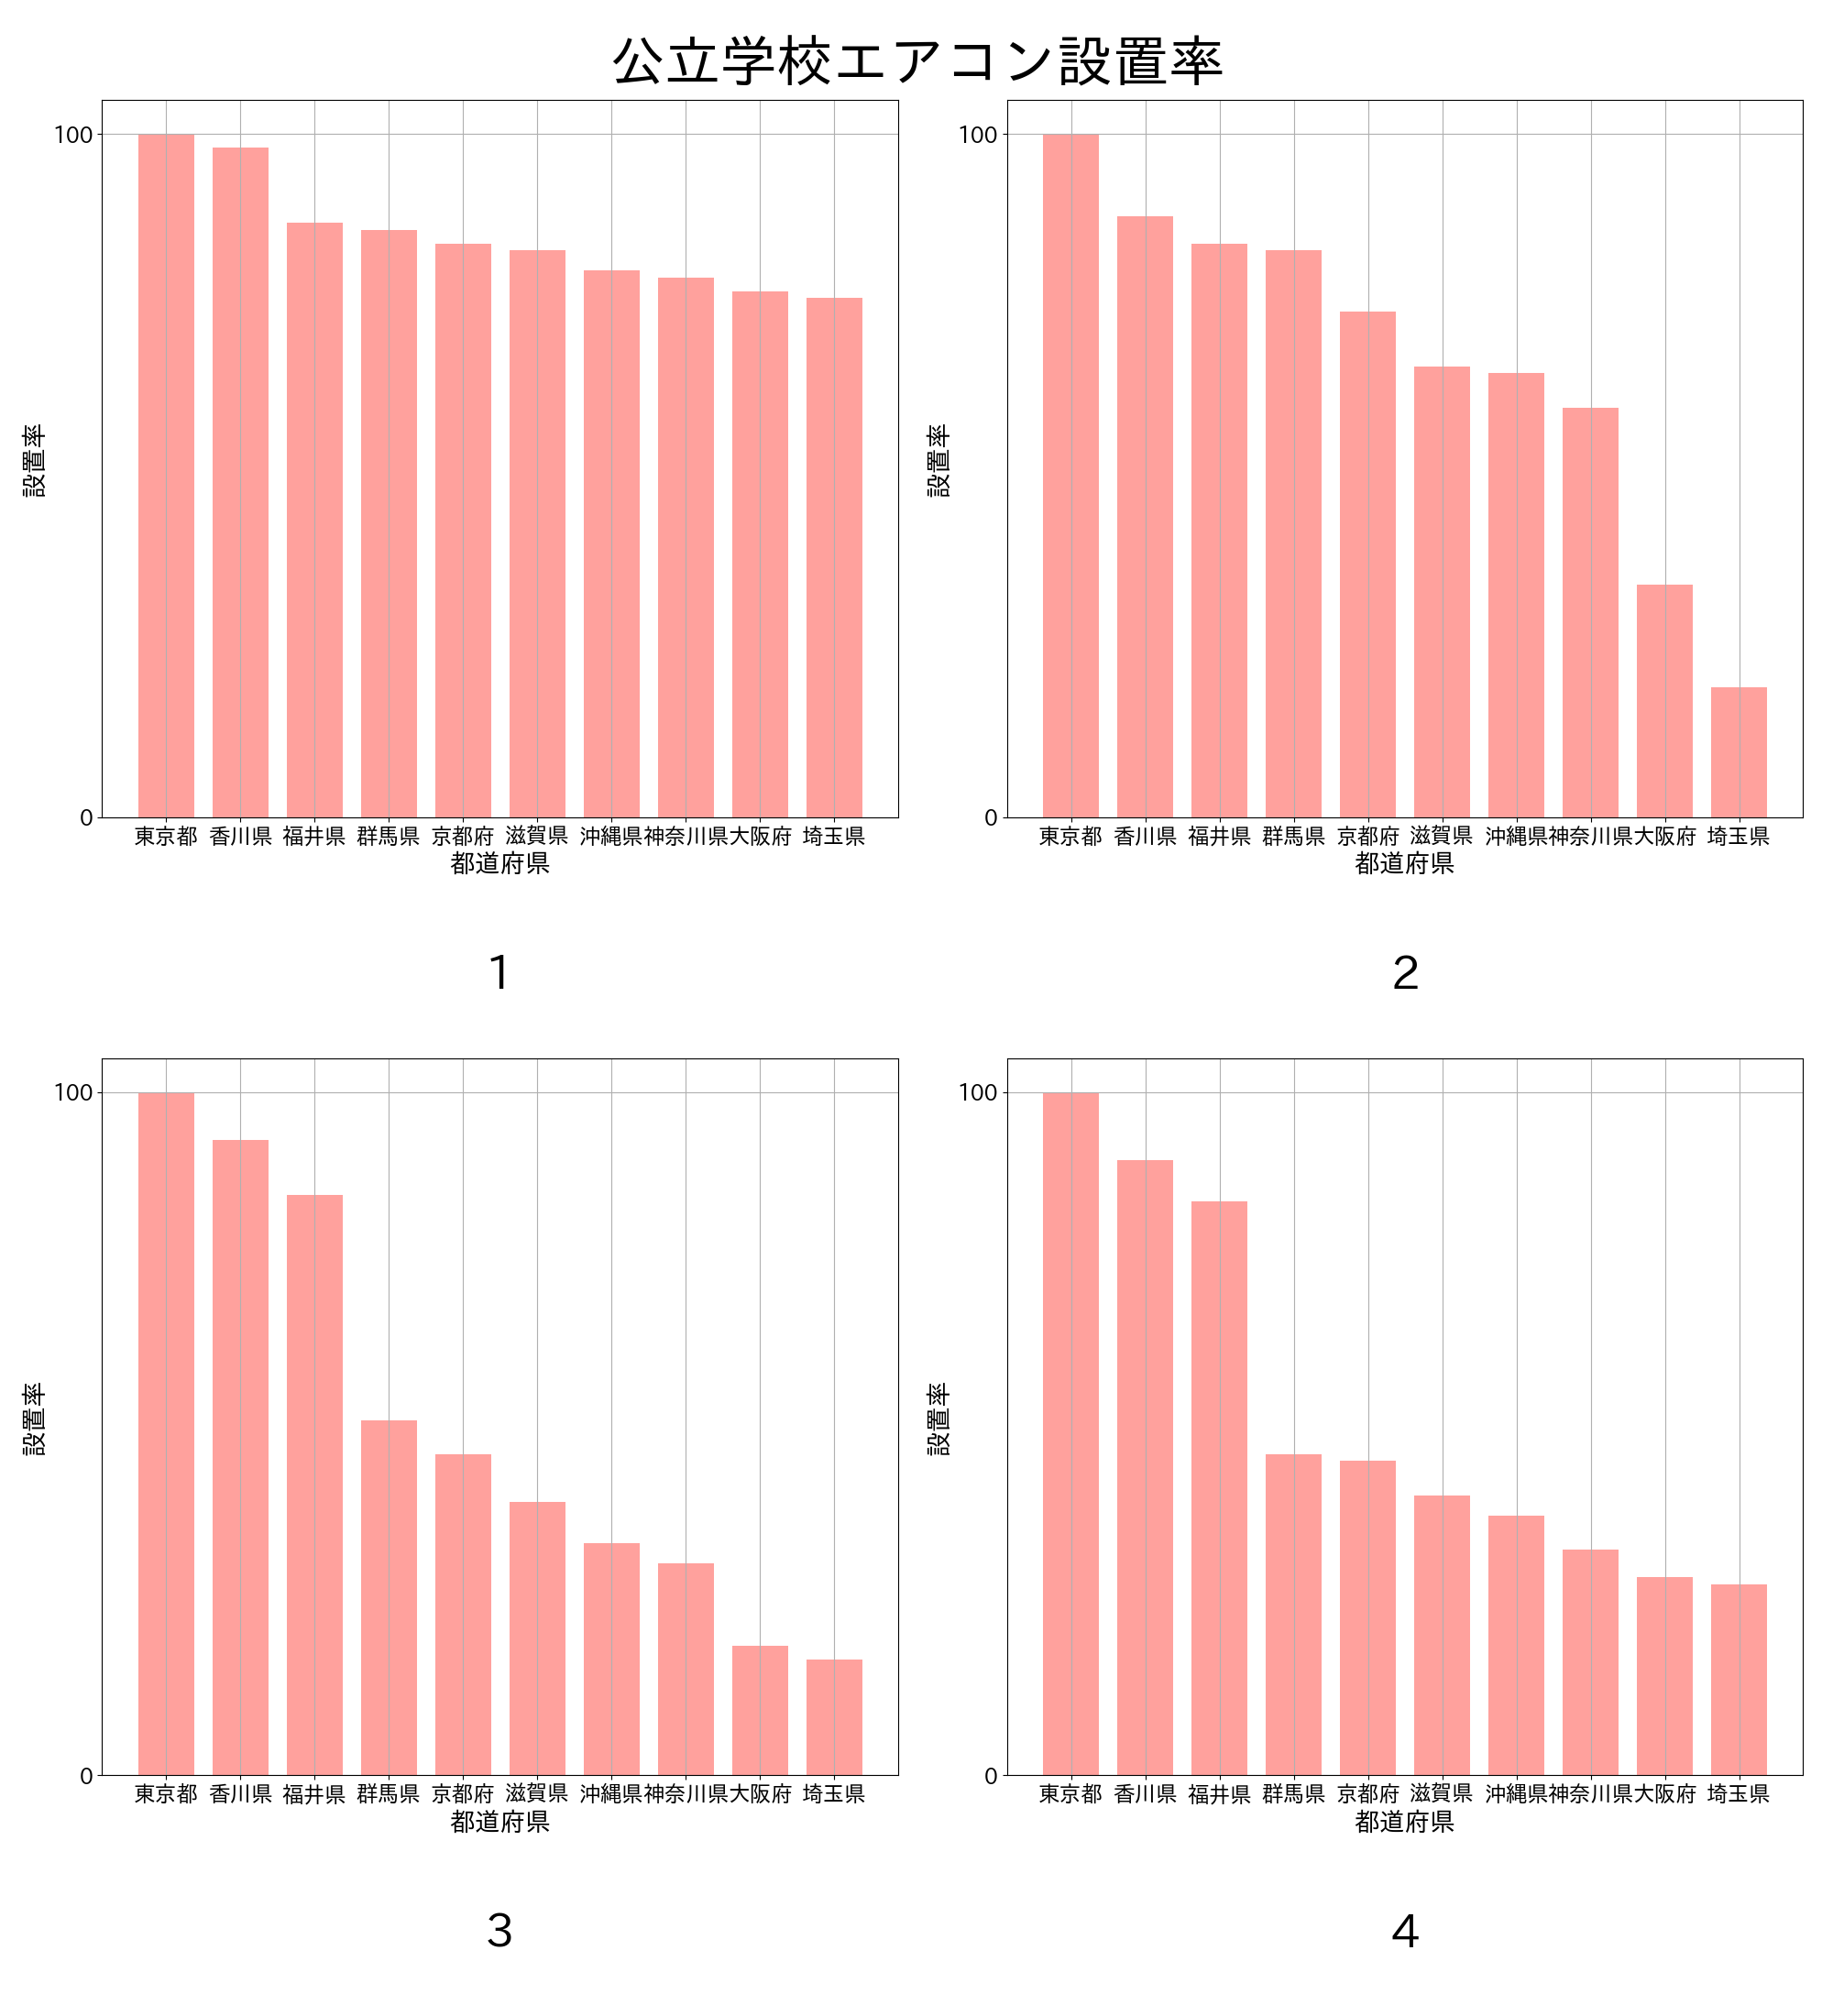 公立学校エアコン設置率
100
0
設置率
東京都 香川県 福井県 群馬県 京都府 滋賀県 沖縄県 神奈川県 大阪府 埼玉県
都道府県
1
100
0
設置率
東京都 香川県 福井県 群馬県 京都府 滋賀県 沖縄県 神奈川県 大阪府 埼玉県
都道府県
2
100
0
設置率
東京都 香川県 福井県 群馬県 京都府 滋賀県 沖縄県 神奈川県 大阪府 埼玉県
都道府県
3
100
0
設置率
東京都 香川県 福井県 群馬県 京都府 滋賀県 沖縄県 神奈川県 大阪府 埼玉県
都道府県
4